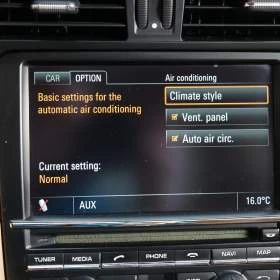 CAR
OPTION
Air conditioning
Basic settings for the
automatic air conditioning
Climate style
Vent. panel
Auto air circ.
Current setting:
Normal
AUX
16.0°C
TUNER
MEDIA
PHONE
NAVI
MAP